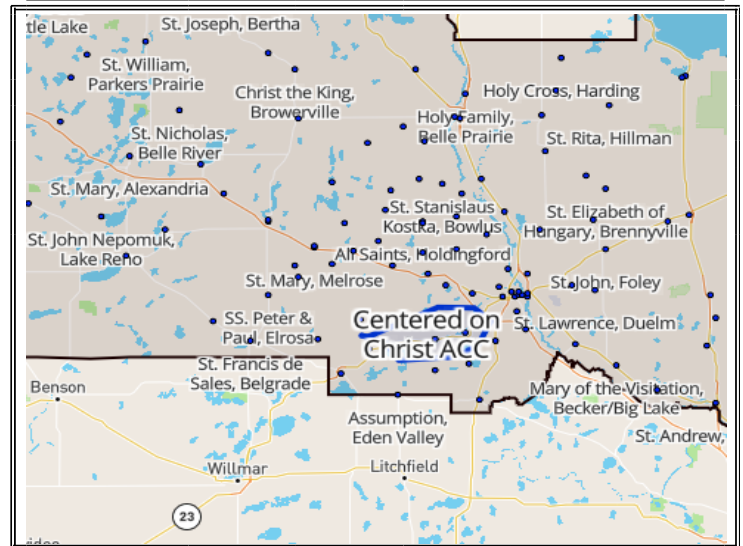 tle Lake
St. Joseph, Bertha
St. William,
Parkers Prairie
Christ the King,
Browerville
Holy Cross, Harding
Holy Family,
Belle Prairie
St. Nicholas,
Belle River
St. Rita, Hillman
St. Mary, Alexandria
St. Stanislaus
Kostka, Bowlus
St. Elizabeth of
Hungary, Brennyville
St. John Nepomuk,
Lake Reno
All Saints, Holdingford
St. Mary, Melrose
St. John, Foley
SS. Peter &
Paul, Elrosa
Centered on
Christ ACC
St. Lawrence, Duelm
St. Francis de
Sales, Belgrade
Benson
Mary of the Visitation,
Becker/Big Lake
Assumption,
Eden Valley
St. Andrew,
Willmar
Litchfield
23